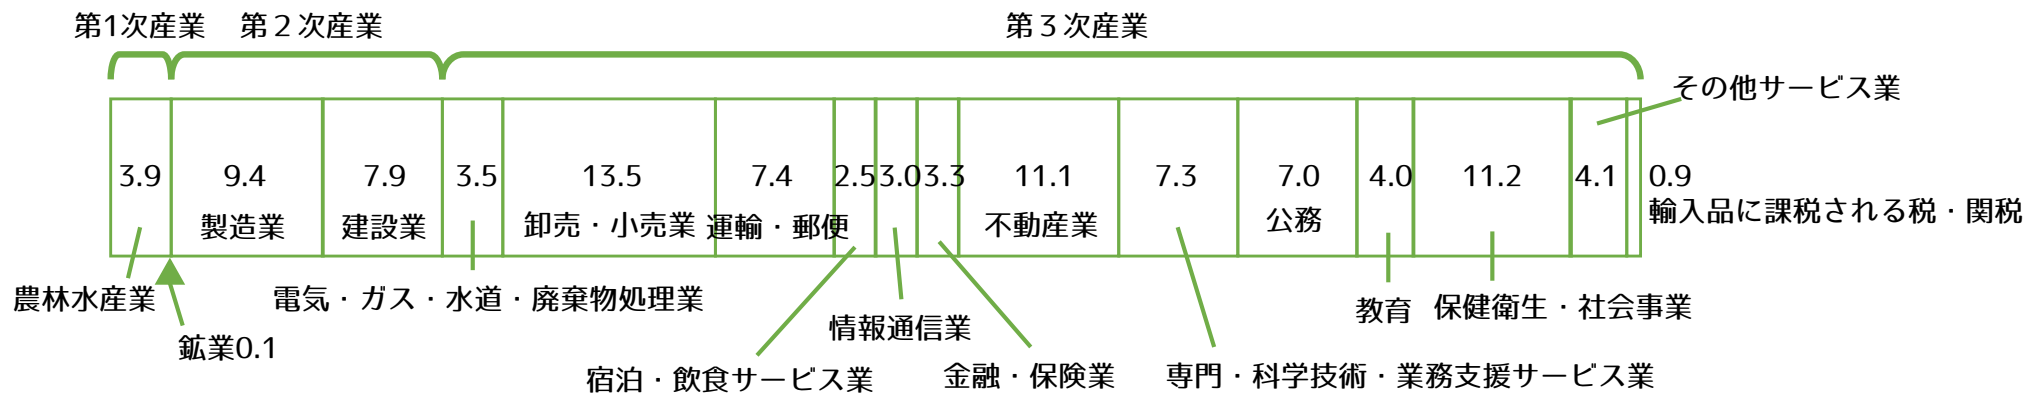 第1次産業
第２次産業
第３次産業
その他サービス業
3.9
9.4
7.9
3.5
13.5
7.4
2.5
3.0
3.3
11.1
7.3
7.0
4.0
11.2
4.1
0.9
輸入品に課税される税・関税
製造業
建設業
卸売・小売業
運輸・郵便
不動産業
公務
農林水産業
電気・ガス・水道・廃棄物処理業
情報通信業
教育
保健衛生・社会事業
鉱業0.1
宿泊・飲食サービス業
金融・保険業
専門・科学技術・業務支援サービス業